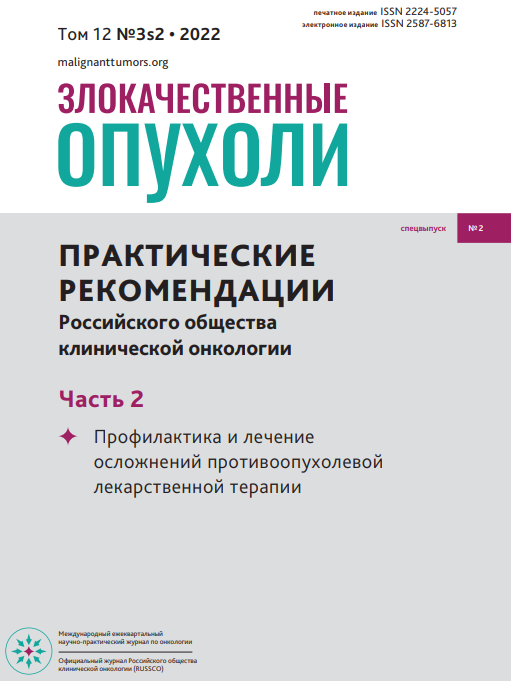 печатное издание ISSN 2224-5057
электронное издание ISSN 2587-6813
Том 12 №3s2 • 2022
malignanttumors.org
ЗЛОКАЧЕСТВЕННЫЕ
ОПУХОЛИ
спецвыпуск №2
ПРАКТИЧЕСКИЕ
РЕКОМЕНДАЦИИ
Российского общества
клинической онкологии
Часть 2
Профилактика и лечение
осложнений противоопухолевой
лекарственной терапии
Международный ежеквартальный
научно-практический журнал по онкологии
Официальный журнал Российского общества
клинической онкологии (RUSSCO)